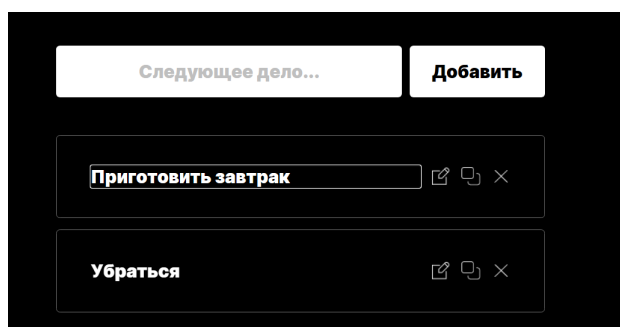 Следующее дело...
Добавить
Приготовить завтрак
Убраться